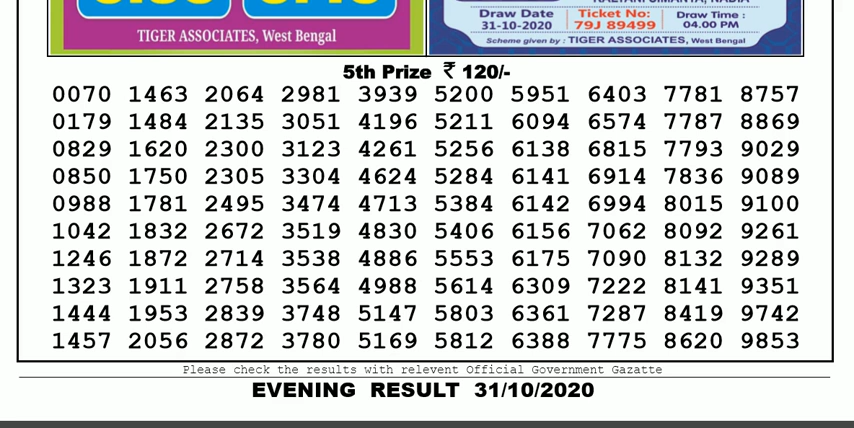 TIGER ASSOCIATES, West Bengal
Draw Date
31-10-2020
Ticket No:
79J 89499
Draw Time :
04.00 PM
Scheme given by : TIGER ASSOCIATES, West Bengal
5th Prize ₹ 120/-
0070 1463 2064 2981 3939 5200 5951 6403 7781 8757
0179 1484 2135 3051 4196 5211 6094 6574 7787 8869
0829 1620 2300 3123 4261 5256 6138 6815 7793 9029
0850 1750 2305 3304 4624 5284 6141 6914 7836 9089
0988 1781 2495 3474 4713 5384 6142 6994 8015 9100
1042 1832 2672 3519 4830 5406 6156 7062 8092 9261
1246 1872 2714 3538 4886 5553 6175 7090 8132 9289
1323 1911 2758 3564 4988 5614 6309 7222 8141 9351
1444 1953 2839 3748 5147 5803 6361 7287 8419 9742
1457 2056 2872 3780 5169 5812 6388 7775 8620 9853
Please check the results with relevent Official Government Gazatte
EVENING RESULT 31/10/2020